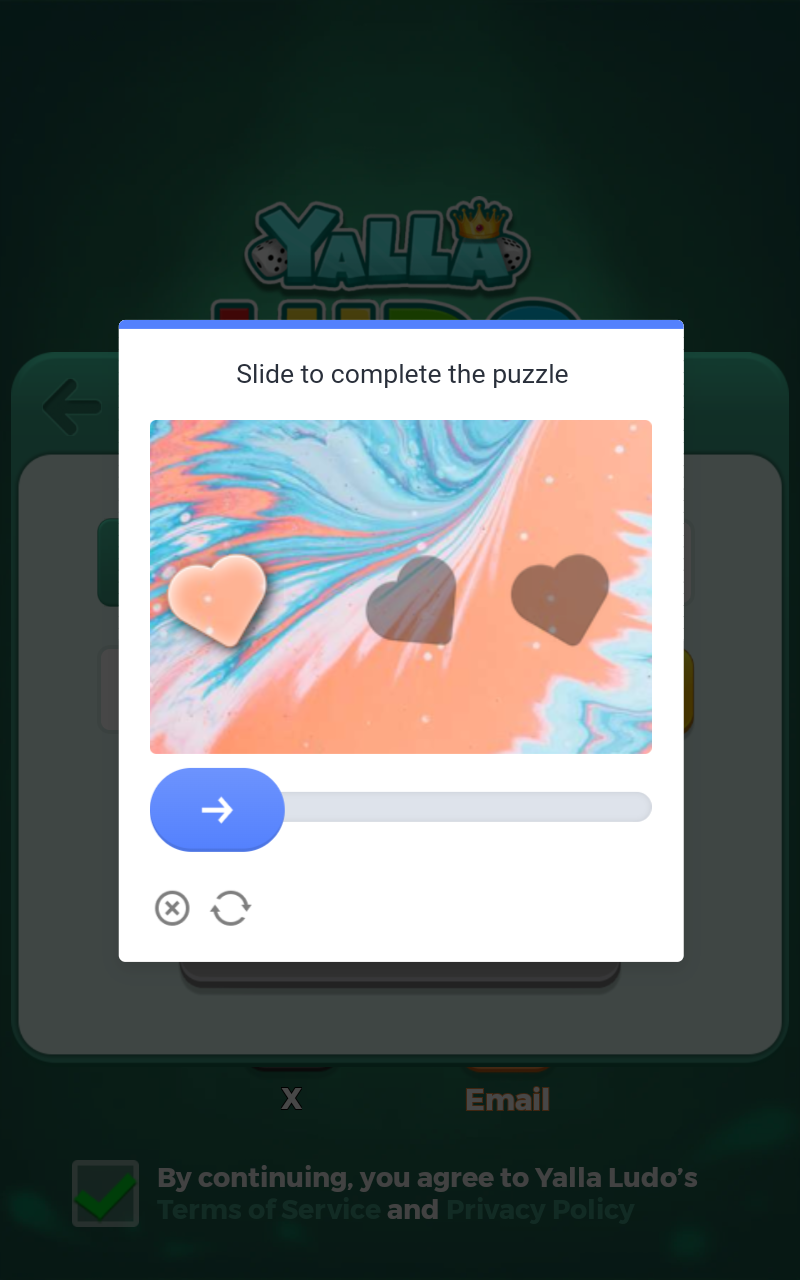 YALLA
LUDO
Slide to complete the puzzle
X
Email
By continuing, you agree to Yalla Ludo’s
Terms of Service and Privacy Policy